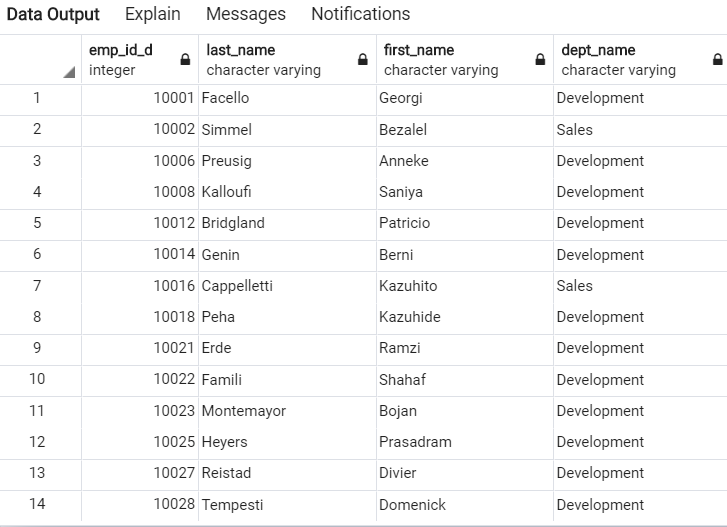 Data Output Explain Messages Notifications
emp_id_d last_name first_name dept_name
integer character varying character varying character varying
1 10001 Facello Georgi Development
2 10002 Simmel Bezalel Sales
3 10006 Preusig Anneke Development
4 10008 Kalloufi Saniya Development
5 10012 Bridgland Patricio Development
6 10014 Genin Berni Development
7 10016 Cappelletti Kazuhito Sales
8 10018 Peha Kazuhide Development
9 10021 Erde Ramzi Development
10 10022 Famili Shahaf Development
11 10023 Montemayor Bojan Development
12 10025 Heyers Prasadram Development
13 10027 Reistad Divier Development
14 10028 Tempesti Domenick Development